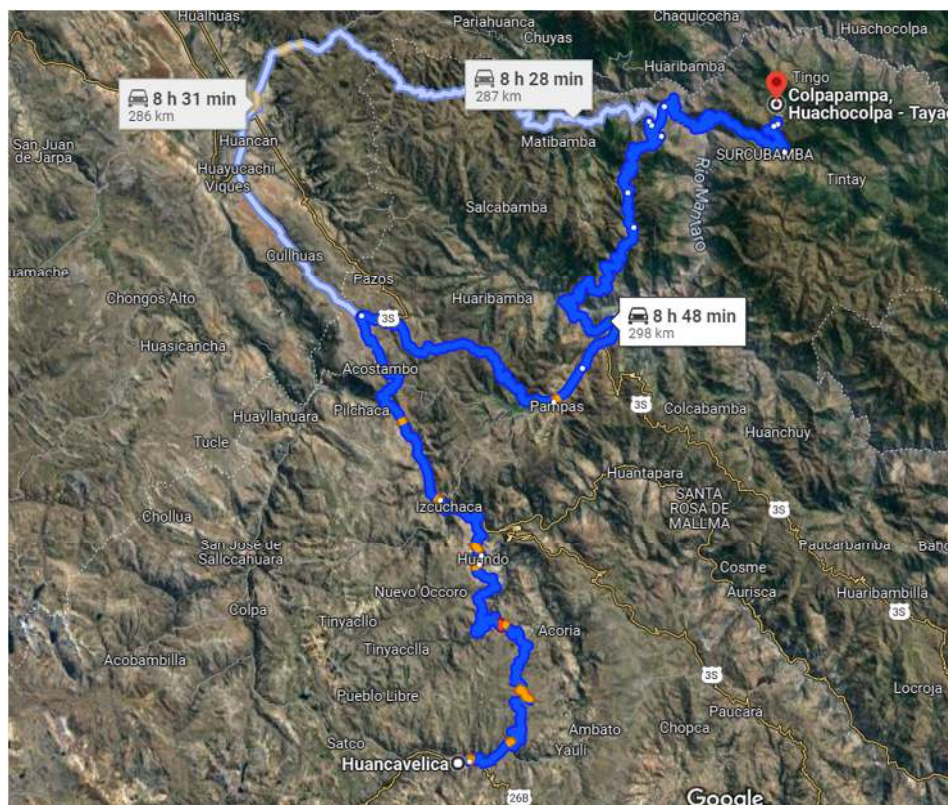 Hualhuas
Pariahuanca
Chaquicocha
Chuyas
Huachocolpa
Huaribamba
Tingo
8 h 31 min
286 km
8 h 28 min
287 km
Colpapampa,
Huachocolpa - Tayac
Huancán
Matibamba
San Juan
de Jarpa
SURCUBAMBA
Huayucachi
Viques
Tintay
Río Mantaro
Salcabamba
Cullhuas
uamache
Pazos
Chongos Alto
Huaribamba
8 h 48 min
298 km
3S
Huasicancha
Acostambo
Huayllahuara
Pilchaca
Pampas
3S
Colcabamba
Tucle
Huanchuy
Huantapara
Izcuchaca
SANTA
ROSA DE
MALLMA
3S
Chollua
San José de
Sallccahuara
Huando
Paucarbamba
Cosme
Nuevo Occoro
Aurisca
Huaribambilla
Colpa
3S
Tinyacllo
Acoria
Tinyacclla
Acobambilla
3S
Pueblo Libre
Locroja
Paucará
Ambato
Chopca
Satco
Yauli
Huancavelica
26B
Google